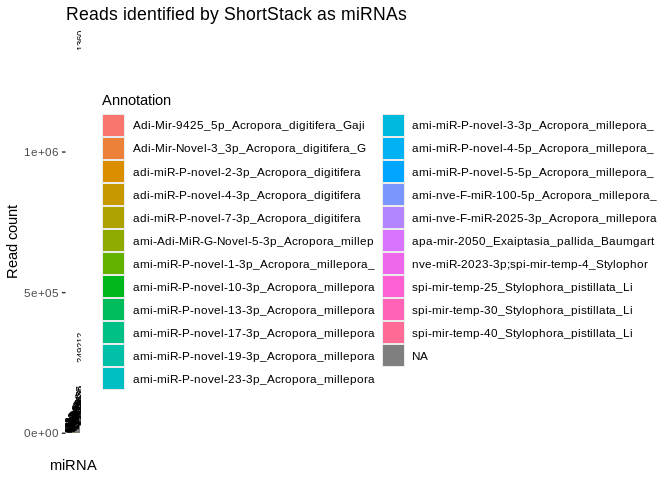 Reads identified by ShortStack as miRNAs
Annotation
Adi-Mir-9425_5p_Acropora_digitifera_Gaji
Adi-Mir-Novel-3_3p_Acropora_digitifera_G
adi-miR-P-novel-2-3p_Acropora_digitifera
adi-miR-P-novel-4-3p_Acropora_digitifera
adi-miR-P-novel-7-3p_Acropora_digitifera
ami-Adi-MiR-G-Novel-5-3p_Acropora_millep
ami-miR-P-novel-1-3p_Acropora_millepora_
ami-miR-P-novel-10-3p_Acropora_millepora
ami-miR-P-novel-13-3p_Acropora_millepora
ami-miR-P-novel-17-3p_Acropora_millepora
ami-miR-P-novel-19-3p_Acropora_millepora
ami-miR-P-novel-23-3p_Acropora_millepora
ami-miR-P-novel-3-3p_Acropora_millepora_
ami-miR-P-novel-4-5p_Acropora_millepora_
ami-miR-P-novel-5-5p_Acropora_millepora_
ami-nve-F-miR-100-5p_Acropora_millepora_
ami-nve-F-miR-2025-3p_Acropora_millepora
apa-mir-2050_Exaiptasia_pallida_Baumgart
nve-miR-2023-3p;spi-mir-temp-4_Stylophor
spi-mir-temp-25_Stylophora_pistillata_Li
spi-mir-temp-30_Stylophora_pistillata_Li
spi-mir-temp-40_Stylophora_pistillata_Li
NA
Read count
1e+06
5e+05
0e+00
miRNA